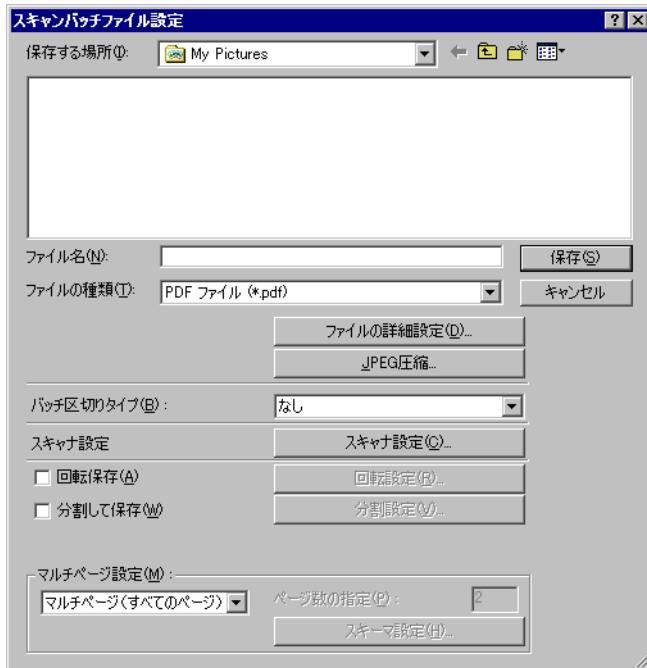 スキャンバッチファイル設定
保存する場所(I): My Pictures
ファイル名(N): 保存(S)
ファイルの種類(T): PDF ファイル (*.pdf) キャンセル
ファイルの詳細設定(D)...
JPEG圧縮...
バッチ区切りタイプ(B) : なし
スキャナ設定 スキャナ設定(C)...
回転保存(A) 回転設定(R)...
分割して保存(W) 分割設定(V)...
マルチページ設定(M) :
マルチページ(すべてのページ) ページ数の指定(P) : 2
スキーマ設定(H)...